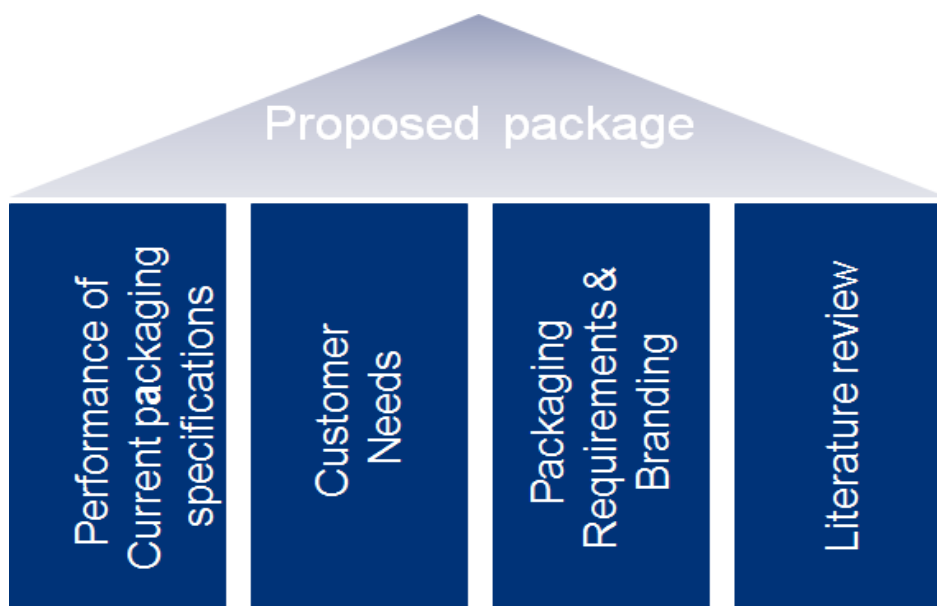 Proposed package
Performance of
Current packaging
specifications
Customer
Needs
Packaging
Requirements &
Branding
Literature review